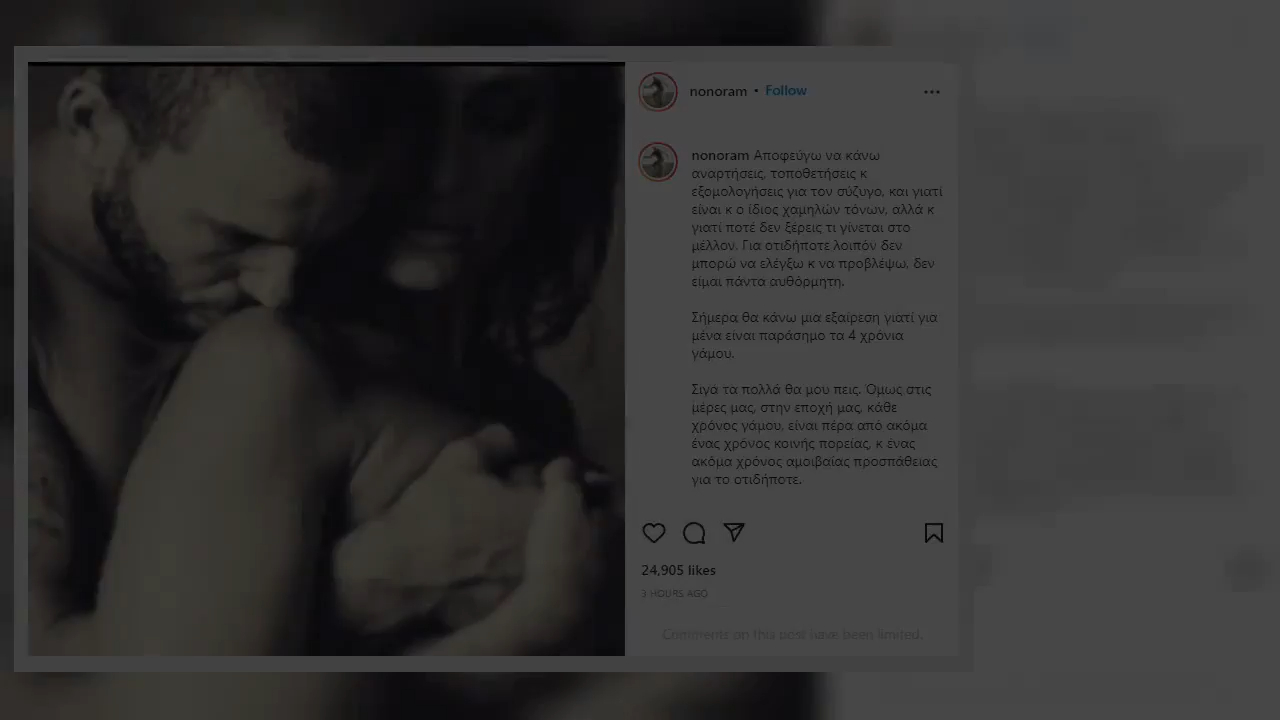 nonoram • Follow
nonoram Αποφεύγω να κάνω
αναρτήσεις, τοποθετήσεις κ
εξομολογήσεις για τον σύζυγο, και γιατί
είναι κ ο ίδιος χαμηλών τόνων, αλλά κ
γιατί ποτέ δεν ξέρεις τι γίνεται στο
μέλλον. Για οτιδήποτε λοιπόν δεν
μπορώ να ελέγξω κ να προβλέψω, δεν
είμαι πάντα αυθόρμητη.
Σήμερα θα κάνω μια εξαίρεση γιατί για
μένα είναι παράσημο τα 4 χρόνια
γάμου.
Σιγά τα πολλά θα μου πεις. Όμως στις
μέρες μας, στην εποχή μας, κάθε
χρόνος γάμου, είναι πέρα από ακόμα
ένας χρόνος κοινής πορείας, κ ένας
ακόμα χρόνος αμοιβαίας προσπάθειας
για το οτιδήποτε.
24,905 likes
3 HOURS AGO
Comments on this post have been limited.